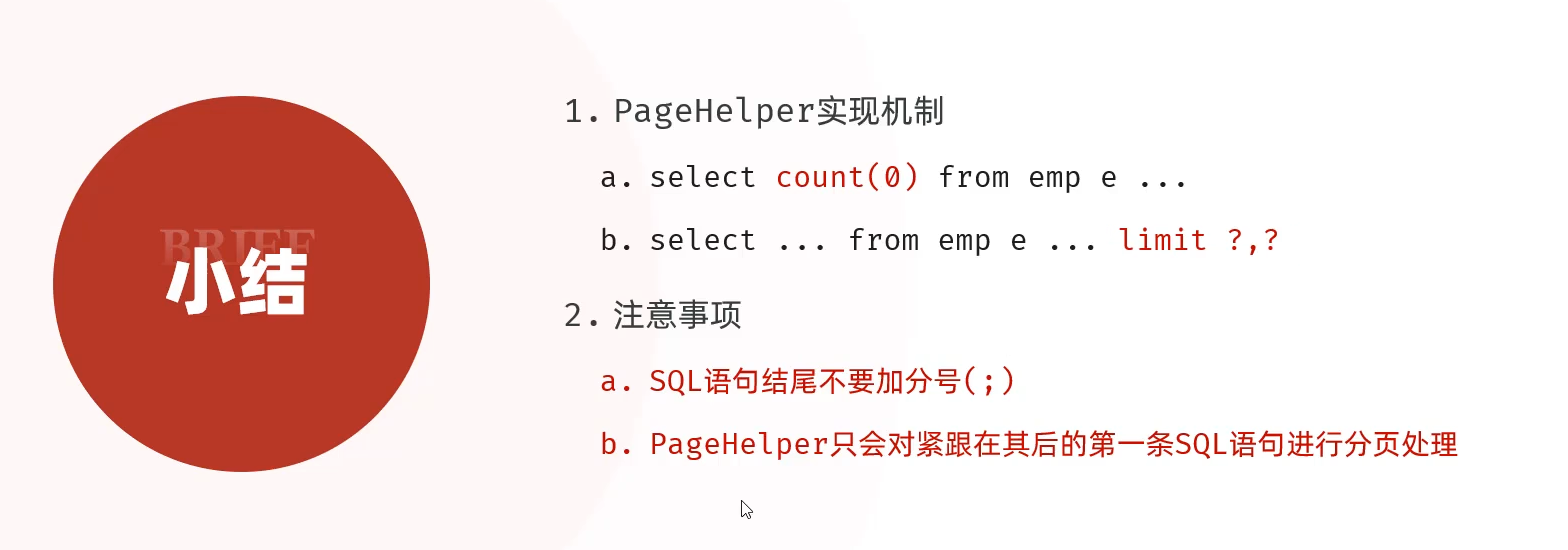 BRIEF
小结
1. PageHelper实现机制
a. select count(0) from emp e ...
b. select ... from emp e ... limit ?,?
2. 注意事项
a. SQL语句结尾不要加分号(;)
b. PageHelper只会对紧跟在其后的第一条SQL语句进行分页处理